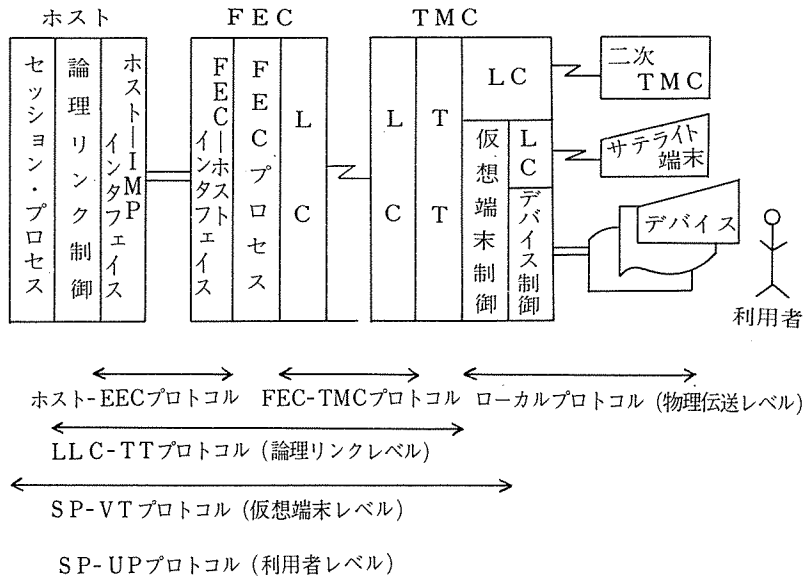 ホスト
FEC
TMC
セッション・プロセス
論理リンク制御
ホスト―IMP
インタフェイス
FEC―ホスト
インタフェイス
FECプロセス
LC
LC
TT
LC
仮想端末制御
LC
デバイス制御
二次
TMC
サテライト
端末
デバイス
利用者
ホスト-EECプロトコル
FEC-TMCプロトコル
ローカルプロトコル (物理伝送レベル)
LLC-TTプロトコル (論理リンクレベル)
SP-VTプロトコル (仮想端末レベル)
SP-UPプロトコル (利用者レベル)